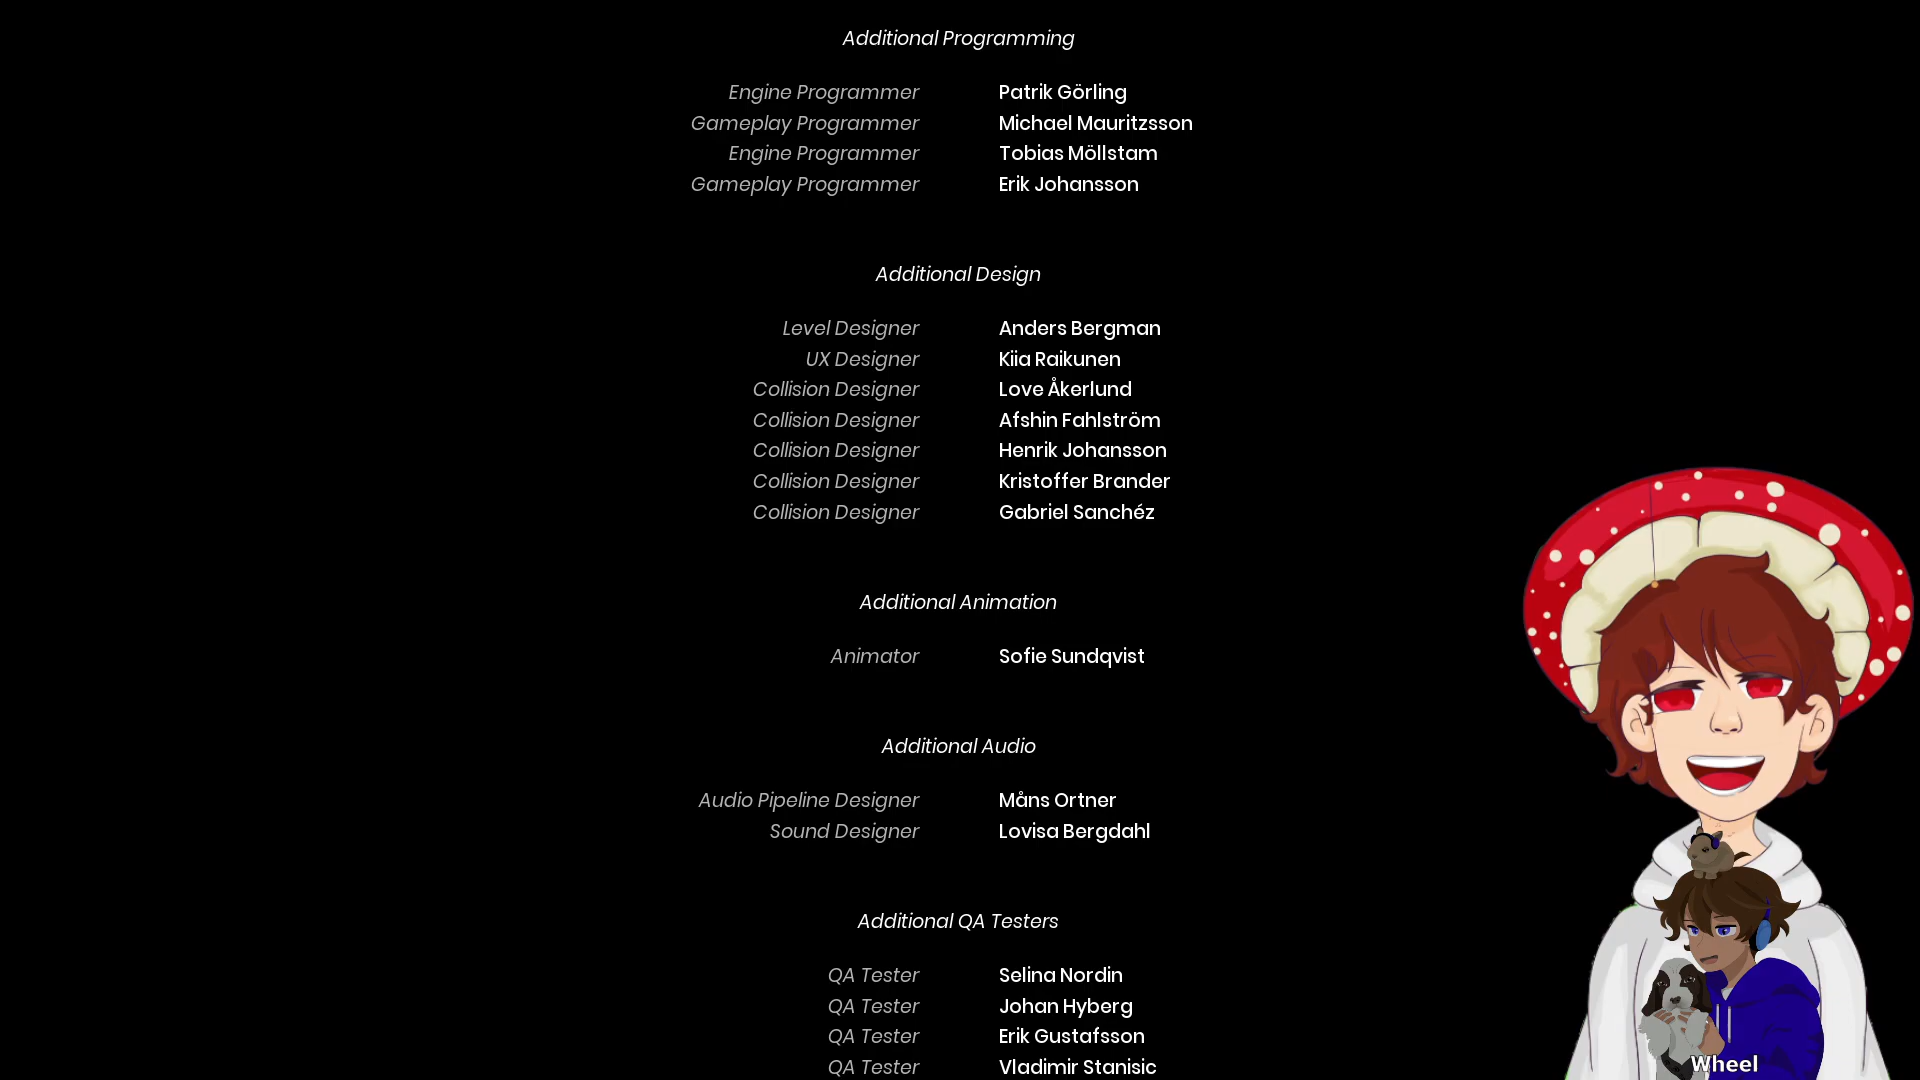 Additional Programming
Engine Programmer Patrik Görling
Gameplay Programmer Michael Mauritzsson
Engine Programmer Tobias Möllstam
Gameplay Programmer Erik Johansson
Additional Design
Level Designer Anders Bergman
UX Designer Kiia Raikunen
Collision Designer Love Åkerlund
Collision Designer Afshin Fahlström
Collision Designer Henrik Johansson
Collision Designer Kristoffer Brander
Collision Designer Gabriel Sanchéz
Additional Animation
Animator Sofie Sundqvist
Additional Audio
Audio Pipeline Designer Måns Ortner
Sound Designer Lovisa Bergdahl
Additional QA Testers
QA Tester Selina Nordin
QA Tester Johan Hyberg
QA Tester Erik Gustafsson
QA Tester Vladimir Stanisic
Wheel